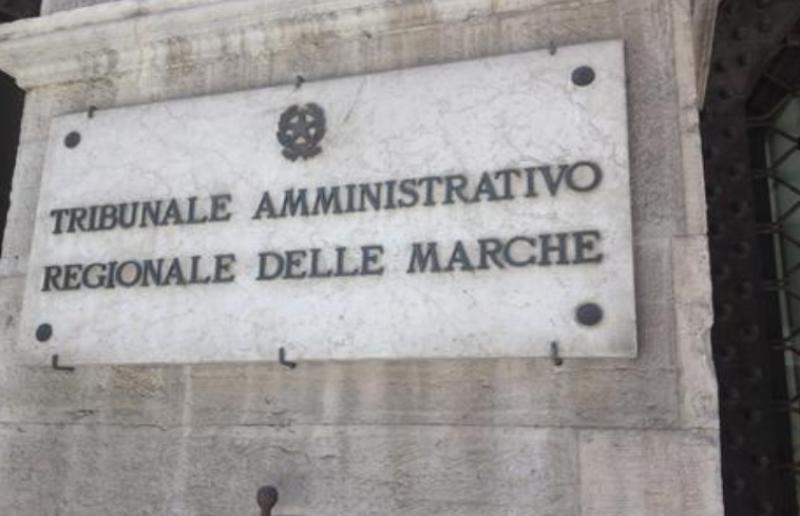 TRIBUNALE AMMINISTRATIVO
REGIONALE DELLE MARCHE